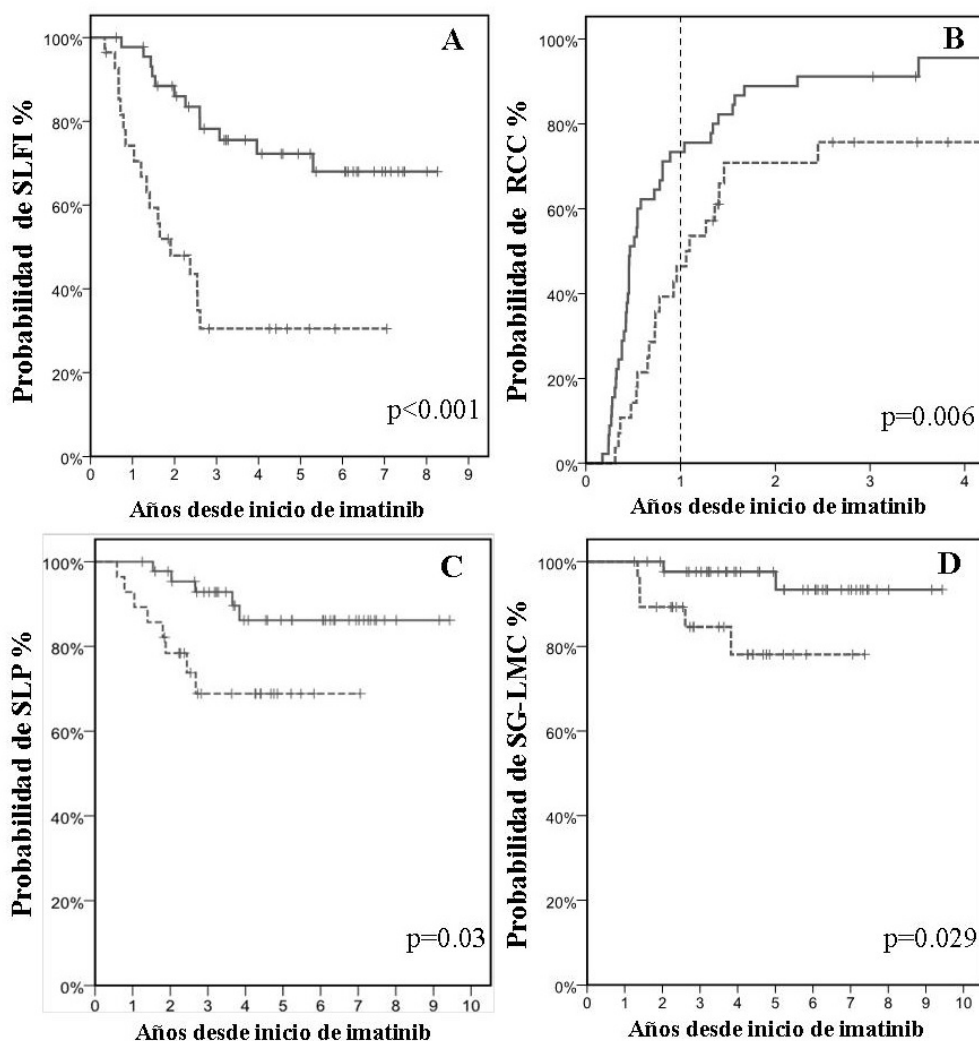 A
Probabilidad de SLFI %
100%
80%
60%
40%
20%
0%
p<0.001
0 1 2 3 4 5 6 7 8 9
Años desde inicio de imatinib
B
Probabilidad de RCC %
100%
80%
60%
40%
20%
0%
p=0.006
0 1 2 3 4
Años desde inicio de imatinib
C
Probabilidad de SLP %
100%
80%
60%
40%
20%
0%
p=0.03
0 1 2 3 4 5 6 7 8 9 10
Años desde inicio de imatinib
D
Probabilidad de SG-LMC %
100%
80%
60%
40%
20%
0%
p=0.029
0 1 2 3 4 5 6 7 8 9 10
Años desde inicio de imatinib